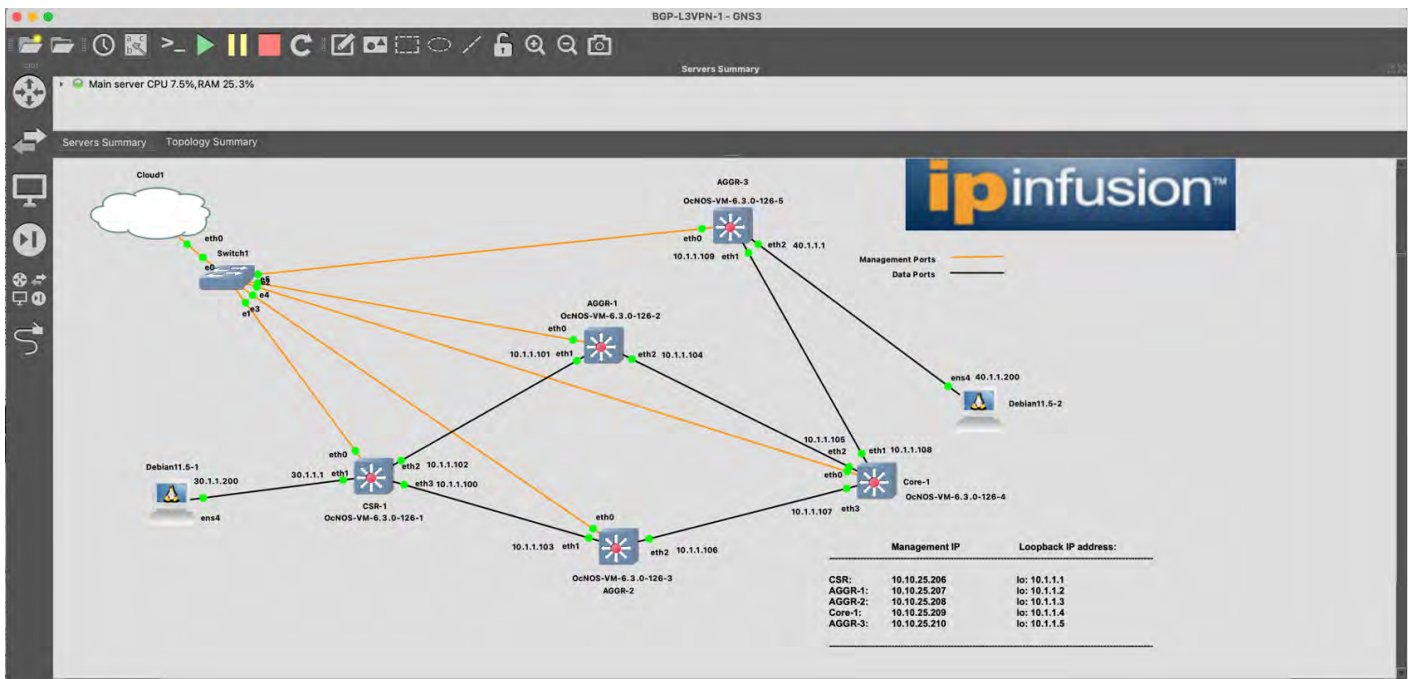 BGP-L3VPN-1 - GNS3
Servers Summary
Main server CPU 7.5%,RAM 25.3%
Servers Summary Topology Summary
Cloud1
eth0
Switch1
e0
e5
e2
e4
e3
e1
AGGR-3
OcNOS-VM-6.3.0-126-5
eth0
eth2 40.1.1.1
10.1.1.109 eth1
ipinfusion™
Management Ports
Data Ports
AGGR-1
OcNOS-VM-6.3.0-126-2
eth0
10.1.1.101 eth1
eth2 10.1.1.104
ens4 40.1.1.200
Debian11.5-2
10.1.1.105
eth2
eth1 10.1.1.108
eth0
Core-1
OcNOS-VM-6.3.0-126-4
10.1.1.107 eth3
Debian11.5-1
30.1.1.200
ens4
eth0
30.1.1.1 eth1
eth2 10.1.1.102
eth3 10.1.1.100
CSR-1
OcNOS-VM-6.3.0-126-1
eth0
10.1.1.103 eth1
eth2 10.1.1.106
OcNOS-VM-6.3.0-126-3
AGGR-2
Management IP Loopback IP address:
CSR: 10.10.25.206 lo: 10.1.1.1
AGGR-1: 10.10.25.207 lo: 10.1.1.2
AGGR-2: 10.10.25.208 lo: 10.1.1.3
Core-1: 10.10.25.209 lo: 10.1.1.4
AGGR-3: 10.10.25.210 lo: 10.1.1.5